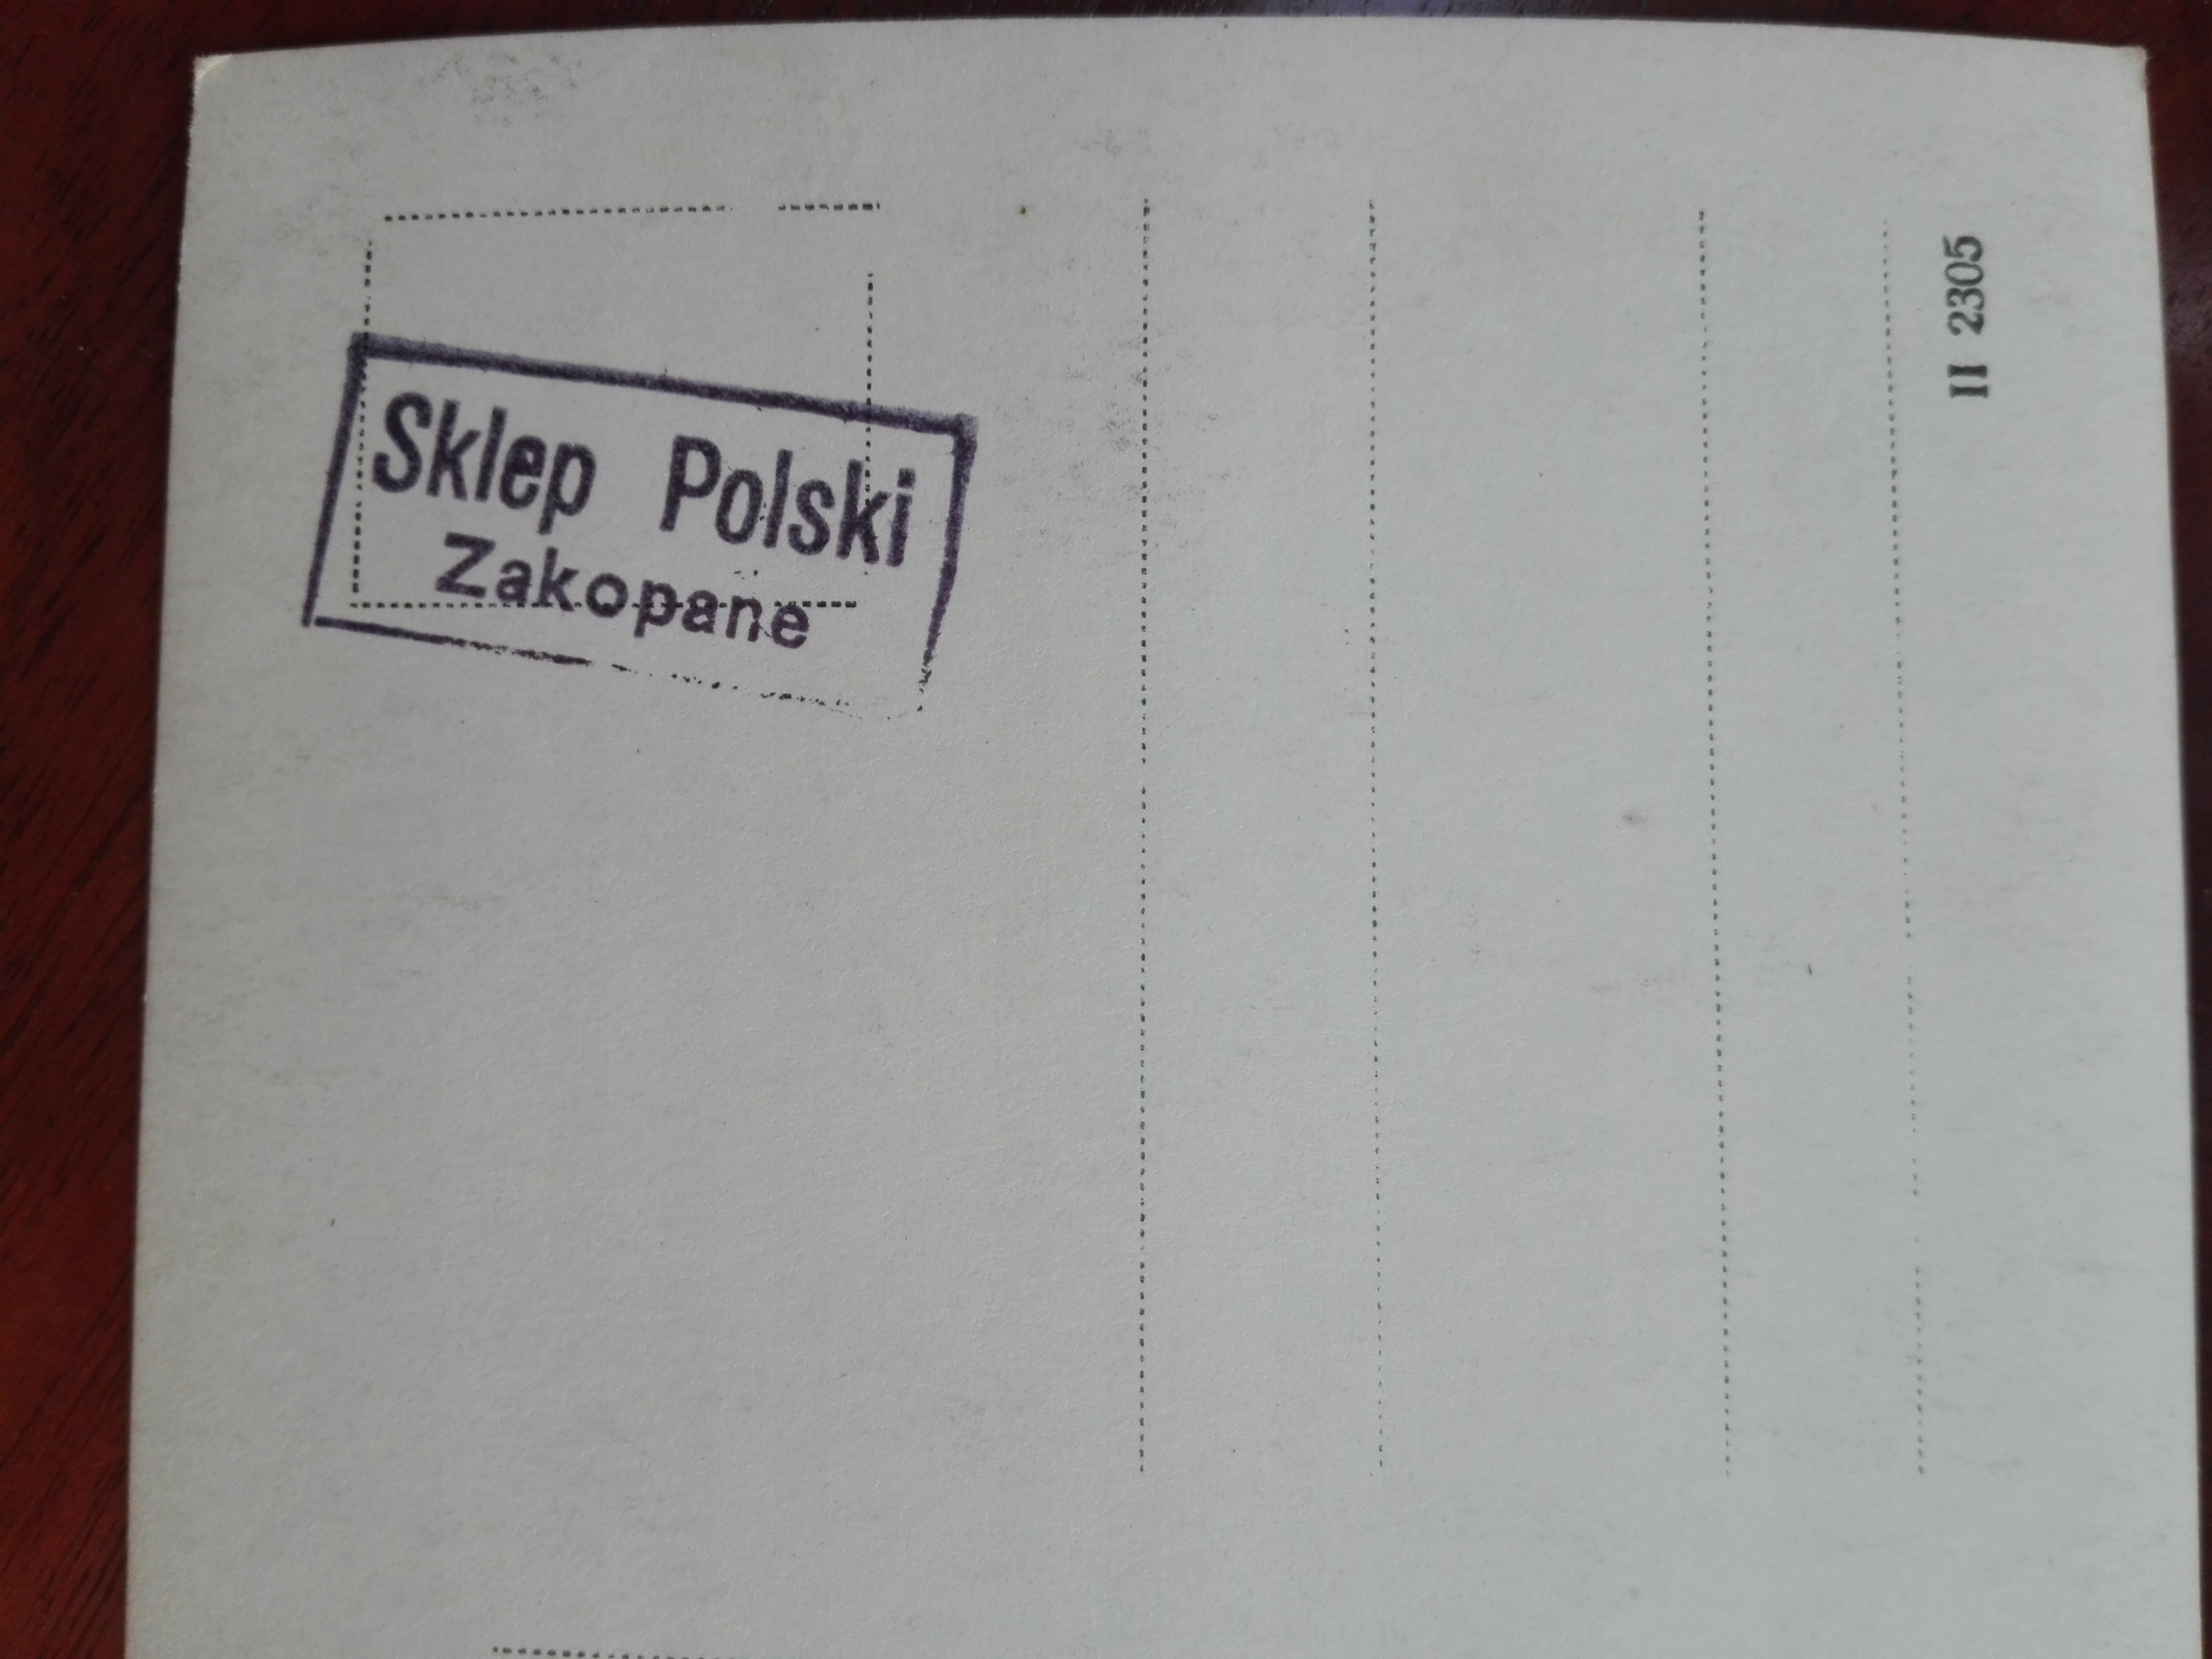 Sklep Polski
Zakopane
II 2305